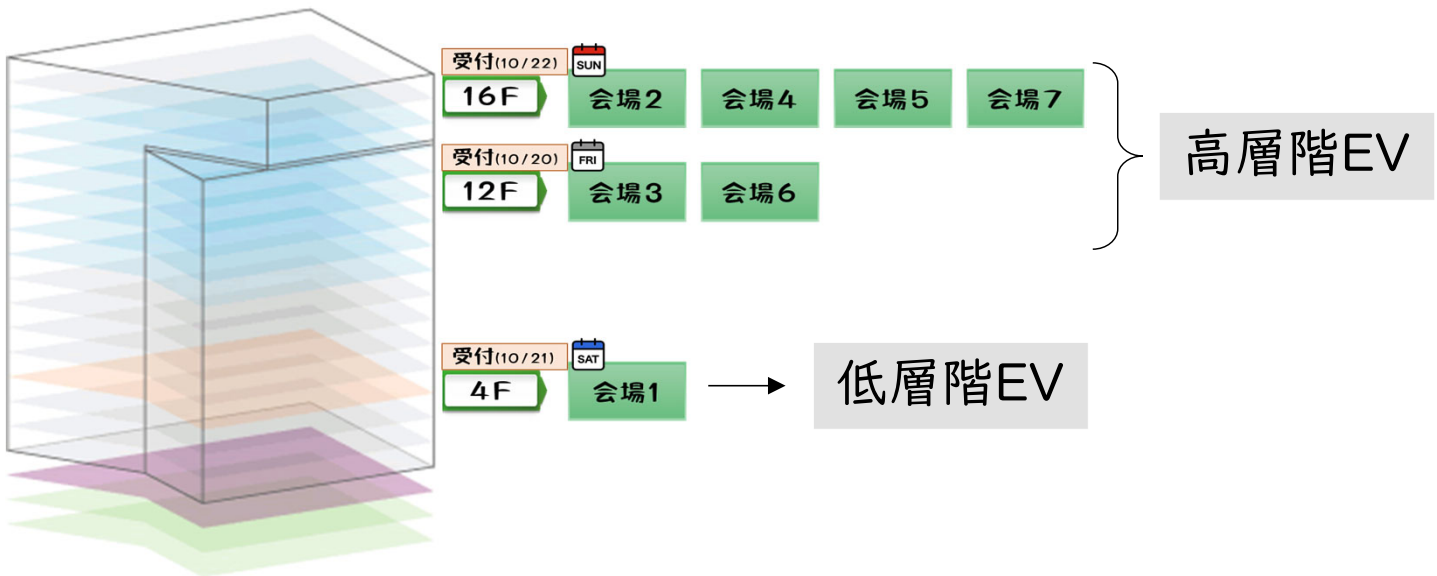 受付(10/22)
SUN
16F
会場2
会場4
会場5
会場7
高層階EV
受付(10/20)
FRI
12F
会場3
会場6
受付(10/21)
SAT
4F
会場1
低層階EV